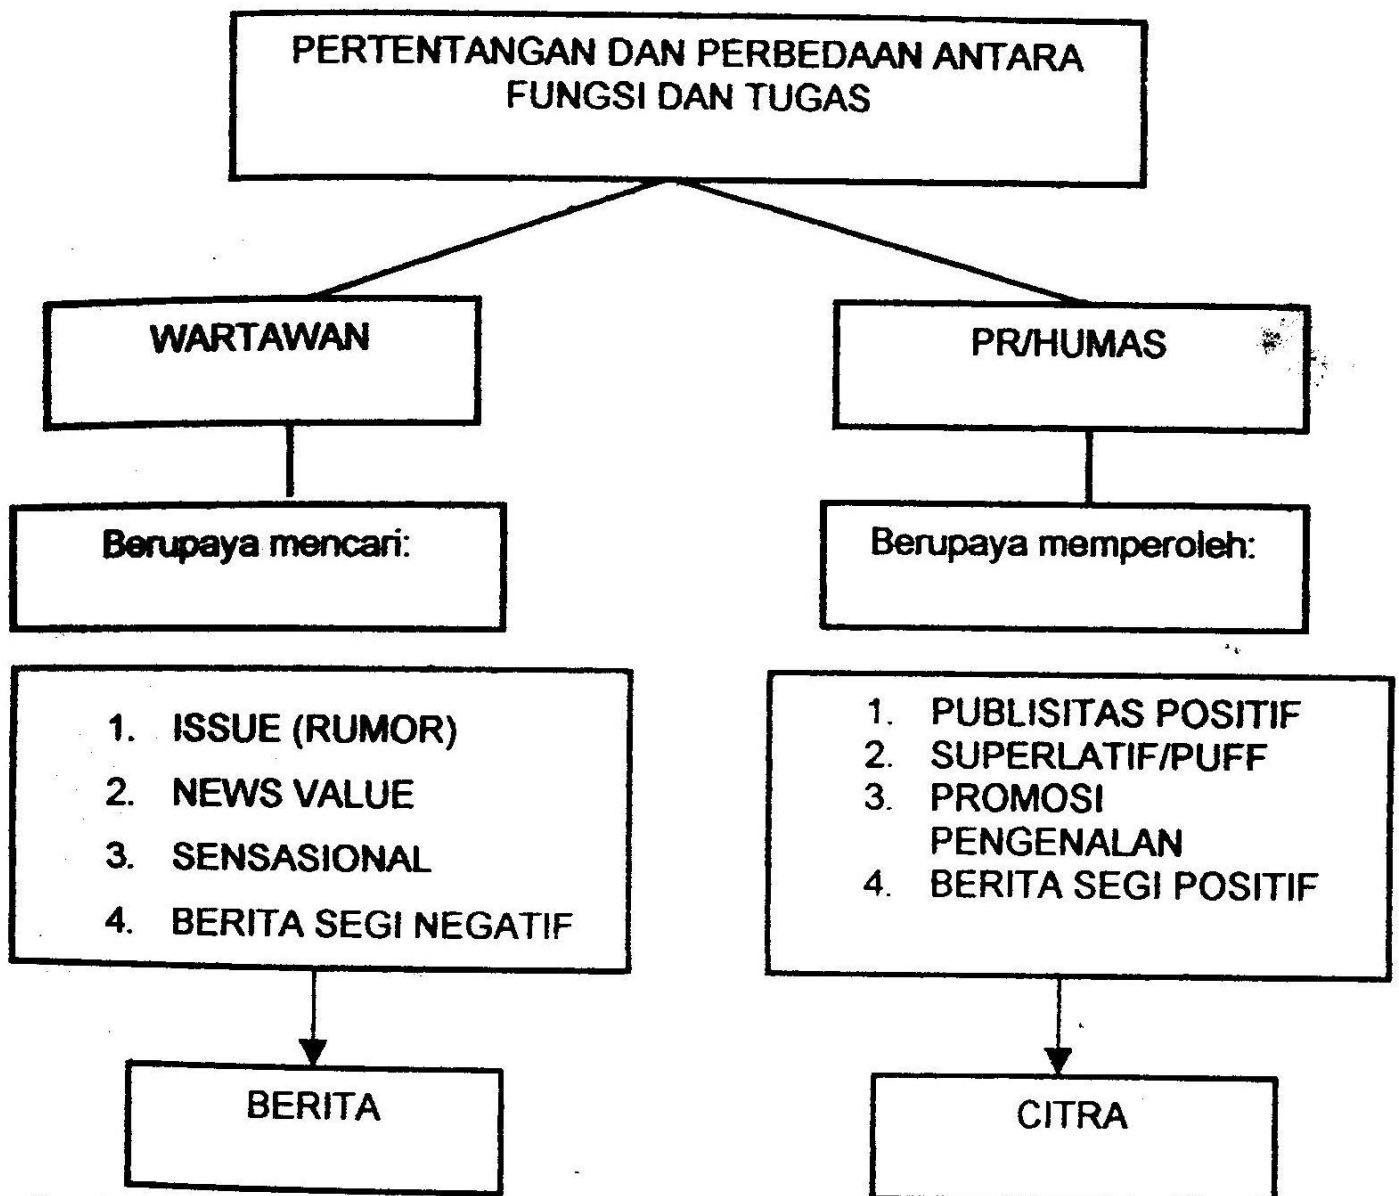 PERTENTANGAN DAN PERBEDAAN ANTARA
FUNGSI DAN TUGAS
WARTAWAN
PR/HUMAS
Berupaya mencari:
Berupaya memperoleh:
1. ISSUE (RUMOR)
2. NEWS VALUE
3. SENSASIONAL
4. BERITA SEGI NEGATIF
1. PUBLISITAS POSITIF
2. SUPERLATIF/PUFF
3. PROMOSI
PENGENALAN
4. BERITA SEGI POSITIF
BERITA
CITRA